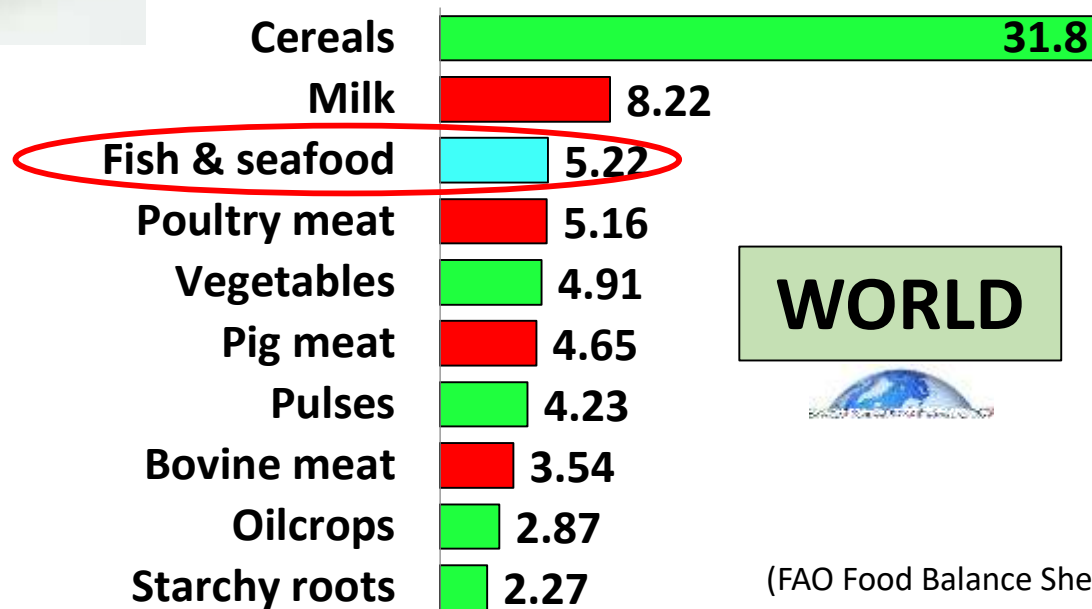 Cereals 31.8
Milk 8.22
Fish & seafood 5.22
Poultry meat 5.16
Vegetables 4.91
Pig meat 4.65
Pulses 4.23
Bovine meat 3.54
Oilcrops 2.87
Starchy roots 2.27
WORLD
(FAO Food Balance She